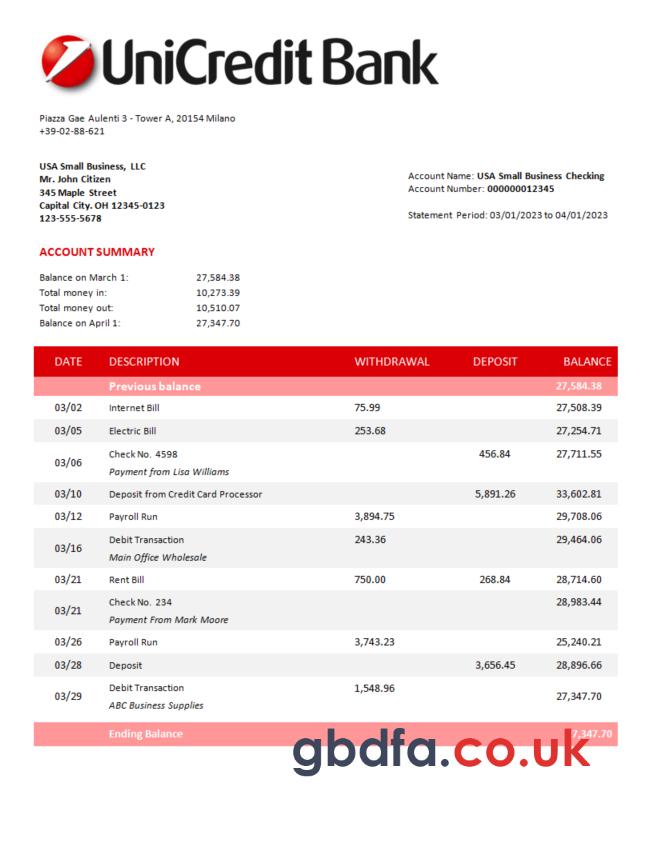 UniCredit Bank
Piazza Gae Aulenti 3 - Tower A, 20154 Milano
+39-02-88-621
USA Small Business, LLC
Mr. John Citizen
345 Maple Street
Capital City. OH 12345-0123
123-555-5678
Account Name: USA Small Business Checking
Account Number: 000000012345
Statement Period: 03/01/2023 to 04/01/2023
ACCOUNT SUMMARY
Balance on March 1: 27,584.38
Total money in: 10,273.39
Total money out: 10,510.07
Balance on April 1: 27,347.70
DATE DESCRIPTION WITHDRAWAL DEPOSIT BALANCE
Previous balance 27,584.38
03/02 Internet Bill 75.99 27,508.39
03/05 Electric Bill 253.68 27,254.71
03/06 Check No. 4598 456.84 27,711.55
Payment from Lisa Williams
03/10 Deposit from Credit Card Processor 5,891.26 33,602.81
03/12 Payroll Run 3,894.75 29,708.06
03/16 Debit Transaction 243.36 29,464.06
Main Office Wholesale
03/21 Rent Bill 750.00 268.84 28,714.60
03/21 Check No. 234 28,983.44
Payment From Mark Moore
03/26 Payroll Run 3,743.23 25,240.21
03/28 Deposit 3,656.45 28,896.66
03/29 Debit Transaction 1,548.96 27,347.70
ABC Business Supplies
Ending Balance 7,347.70
gbdfa.co.uk